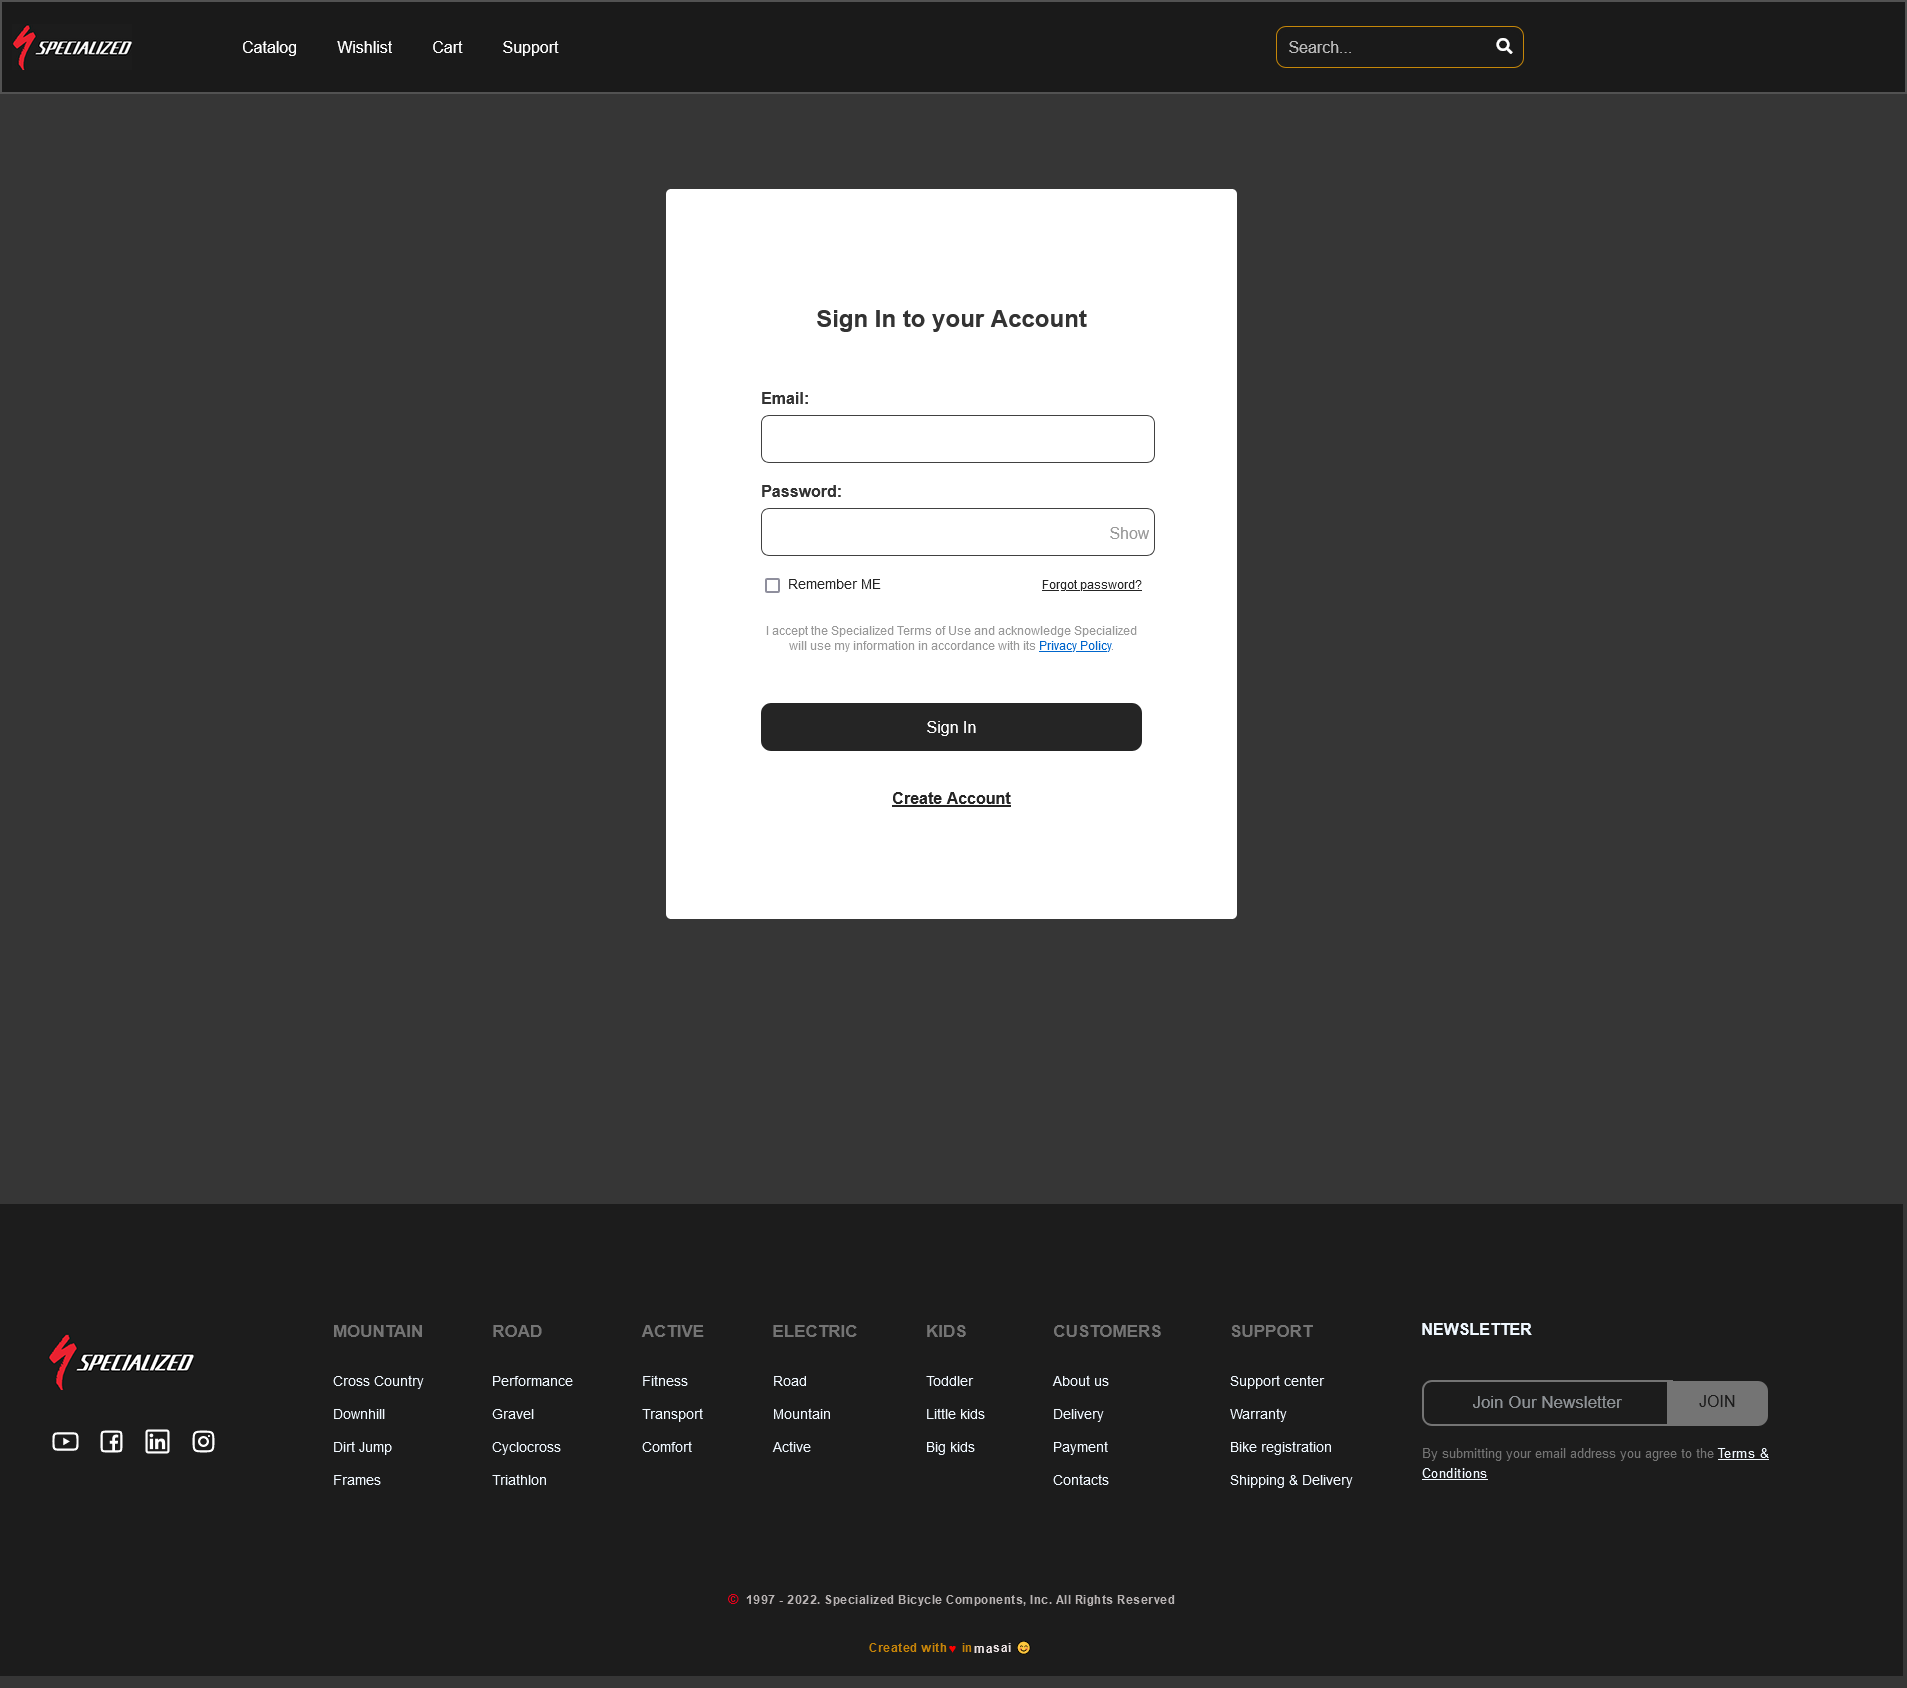 SPECIALIZED
Catalog Wishlist Cart Support
Search...
Sign In to your Account
Email:
Password:
Show
Remember ME
Forgot password?
I accept the Specialized Terms of Use and acknowledge Specialized
will use my information in accordance with its Privacy Policy.
Sign In
Create Account
SPECIALIZED
MOUNTAIN
Cross Country
Downhill
Dirt Jump
Frames
ROAD
Performance
Gravel
Cyclocross
Triathlon
ACTIVE
Fitness
Transport
Comfort
ELECTRIC
Road
Mountain
Active
KIDS
Toddler
Little kids
Big kids
CUSTOMERS
About us
Delivery
Payment
Contacts
SUPPORT
Support center
Warranty
Bike registration
Shipping & Delivery
NEWSLETTER
Join Our Newsletter
JOIN
By submitting your email address you agree to the Terms &
Conditions
© 1997 - 2022. Specialized Bicycle Components, Inc. All Rights Reserved
Created with♥ in masai 😊